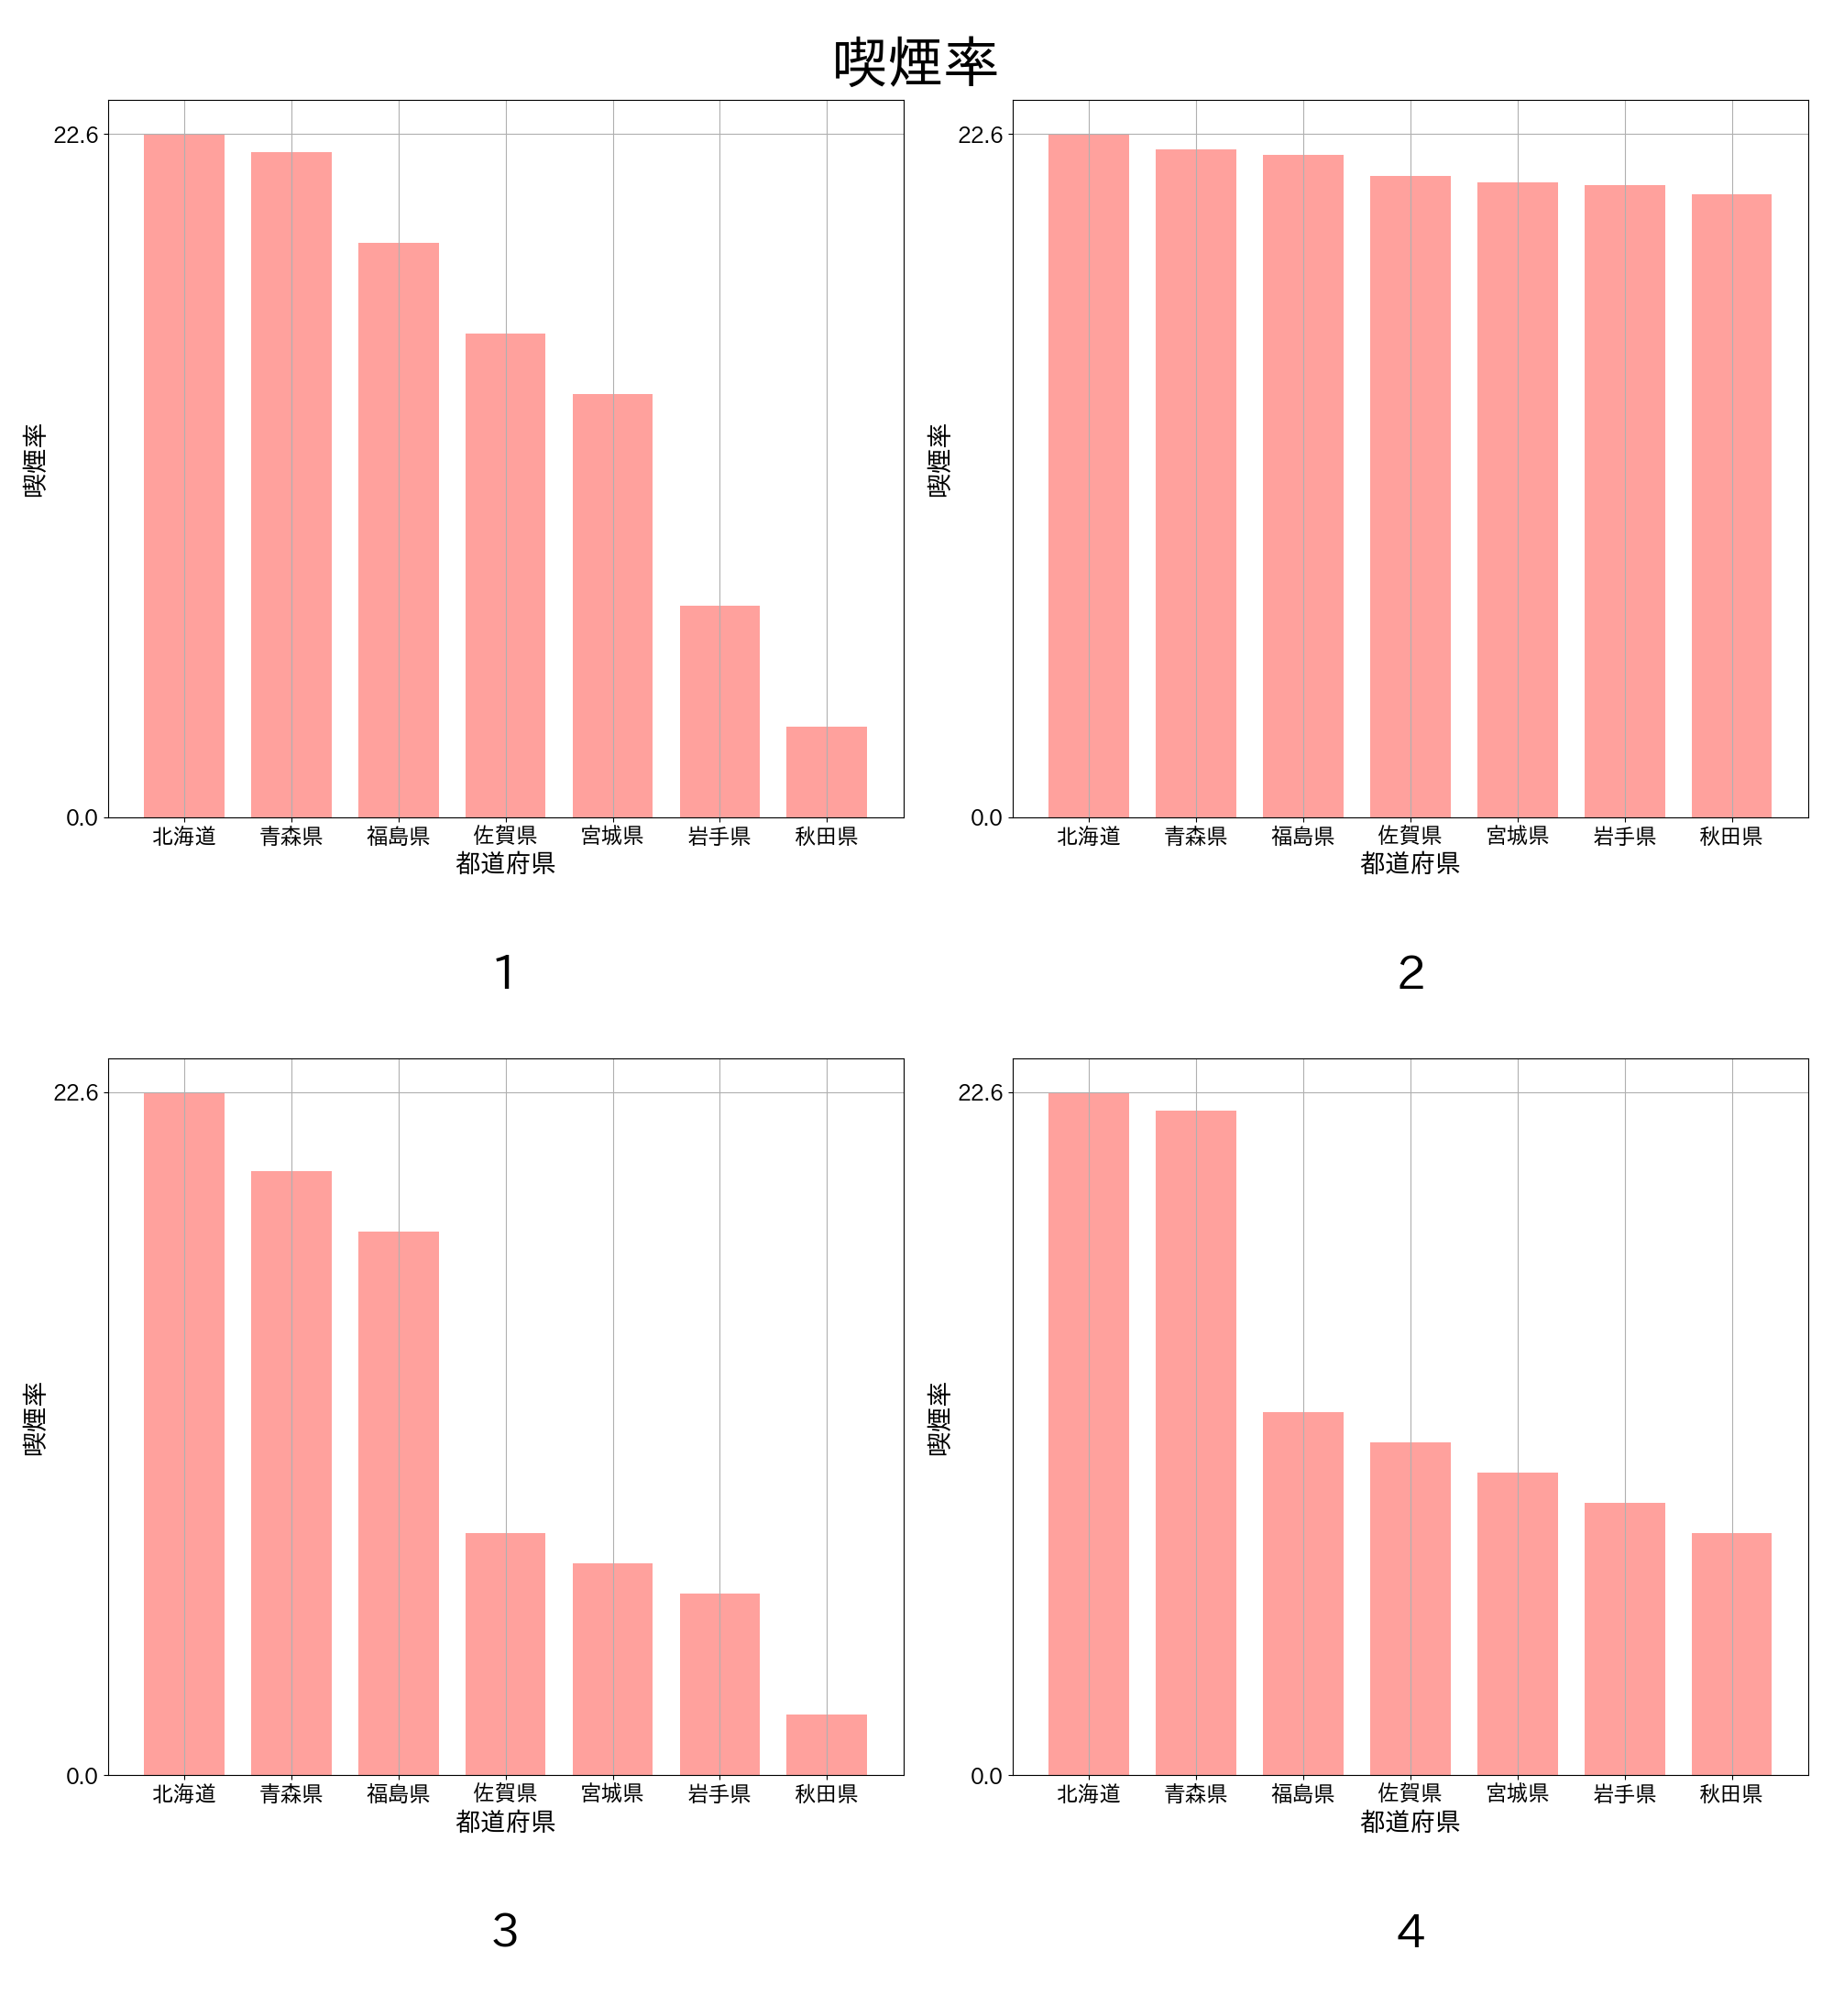 喫煙率
22.6
0.0
喫煙率
北海道 青森県 福島県 佐賀県 宮城県 岩手県 秋田県
都道府県
1
22.6
0.0
喫煙率
北海道 青森県 福島県 佐賀県 宮城県 岩手県 秋田県
都道府県
2
22.6
0.0
喫煙率
北海道 青森県 福島県 佐賀県 宮城県 岩手県 秋田県
都道府県
3
22.6
0.0
喫煙率
北海道 青森県 福島県 佐賀県 宮城県 岩手県 秋田県
都道府県
4